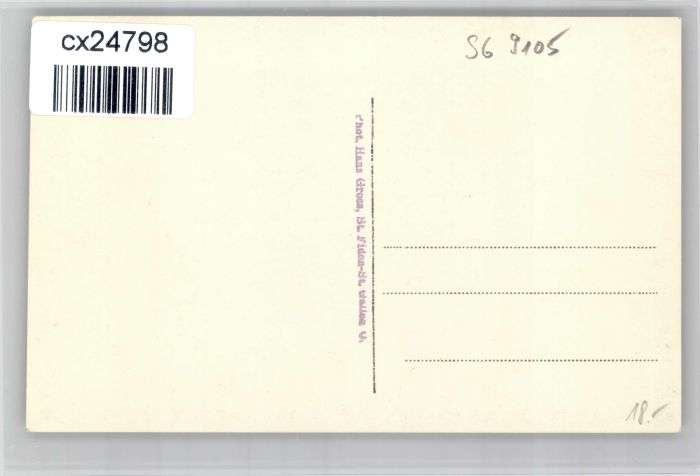 cx24798
SG 9105
Phot. Hans Gross, St. Fiden-St. Gallen O.
18.-